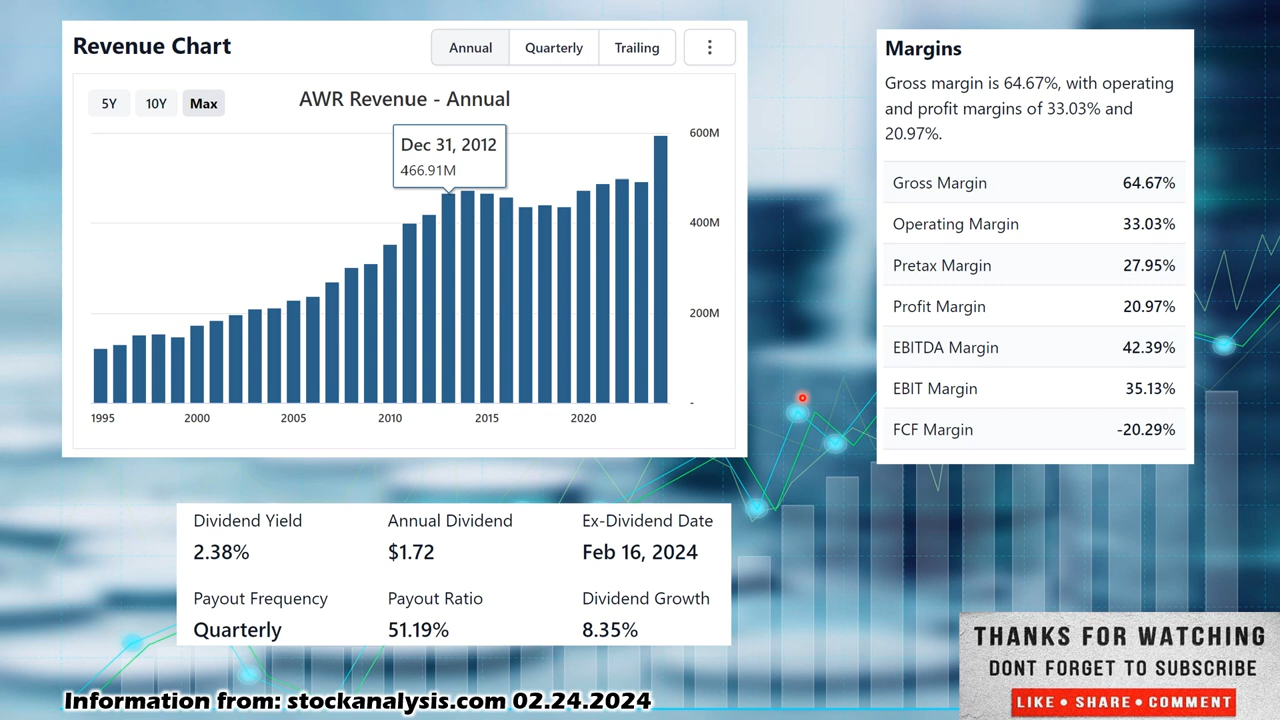 Revenue Chart
Annual
Quarterly
Trailing
5Y
10Y
Max
AWR Revenue - Annual
Dec 31, 2012
466.91M
600M
400M
200M
-
1995
2000
2005
2010
2015
2020
Margins
Gross margin is 64.67%, with operating
and profit margins of 33.03% and
20.97%.
Gross Margin 64.67%
Operating Margin 33.03%
Pretax Margin 27.95%
Profit Margin 20.97%
EBITDA Margin 42.39%
EBIT Margin 35.13%
FCF Margin -20.29%
Dividend Yield Annual Dividend Ex-Dividend Date
2.38% $1.72 Feb 16, 2024
Payout Frequency Payout Ratio Dividend Growth
Quarterly 51.19% 8.35%
Information from: stockanalysis.com 02.24.2024
THANKS FOR WATCHING
DONT FORGET TO SUBSCRIBE
LIKE • SHARE • COMMENT